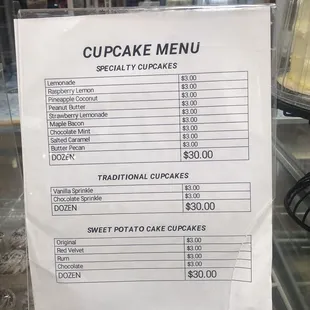 CUPCAKE MENU
SPECIALTY CUPCAKES
Lemonade $3.00
Raspberry Lemon $3.00
Pineapple Coconut $3.00
Peanut Butter $3.00
Strawberry Lemonade $3.00
Maple Bacon $3.00
Chocolate Mint $3.00
Salted Caramel $3.00
Butter Pecan $3.00
DOZEN $30.00
TRADITIONAL CUPCAKES
Vanilla Sprinkle $3.00
Chocolate Sprinkle $3.00
DOZEN $30.00
SWEET POTATO CAKE CUPCAKES
Original $3.00
Red Velvet $3.00
Rum $3.00
Chocolate $3.00
DOZEN $30.00